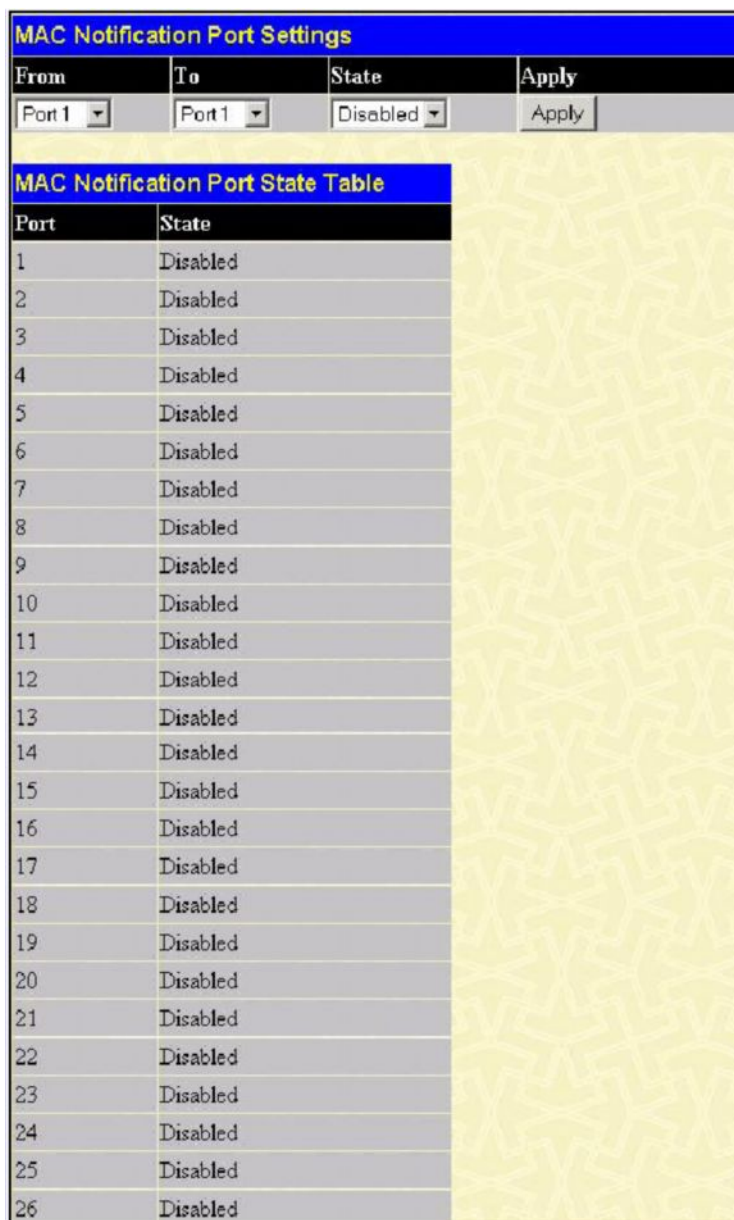 MAC Notification Port Settings
From To State Apply
Port 1 Port 1 Disabled Apply
MAC Notification Port State Table
Port State
1 Disabled
2 Disabled
3 Disabled
4 Disabled
5 Disabled
6 Disabled
7 Disabled
8 Disabled
9 Disabled
10 Disabled
11 Disabled
12 Disabled
13 Disabled
14 Disabled
15 Disabled
16 Disabled
17 Disabled
18 Disabled
19 Disabled
20 Disabled
21 Disabled
22 Disabled
23 Disabled
24 Disabled
25 Disabled
26 Disabled